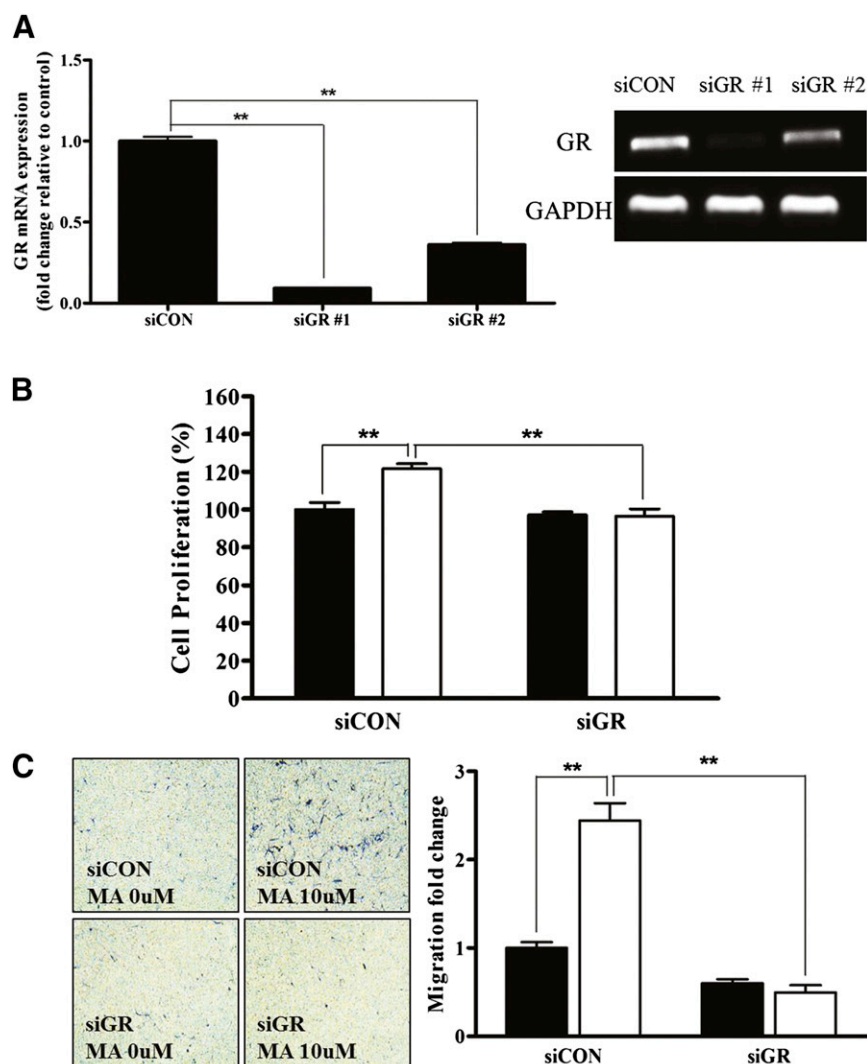 A
GR mRNA expression
(fold change relative to control)
1.5
1.0
0.5
0.0
**
**
siCON
siGR #1
siGR #2
siCON siGR #1 siGR #2
GR
GAPDH
B
Cell Proliferation (%)
160
140
120
100
80
60
40
20
0
**
**
siCON
siGR
C
siCON
MA 0uM
siCON
MA 10uM
siGR
MA 0uM
siGR
MA 10uM
Migration fold change
3
2
1
0
**
**
siCON
siGR